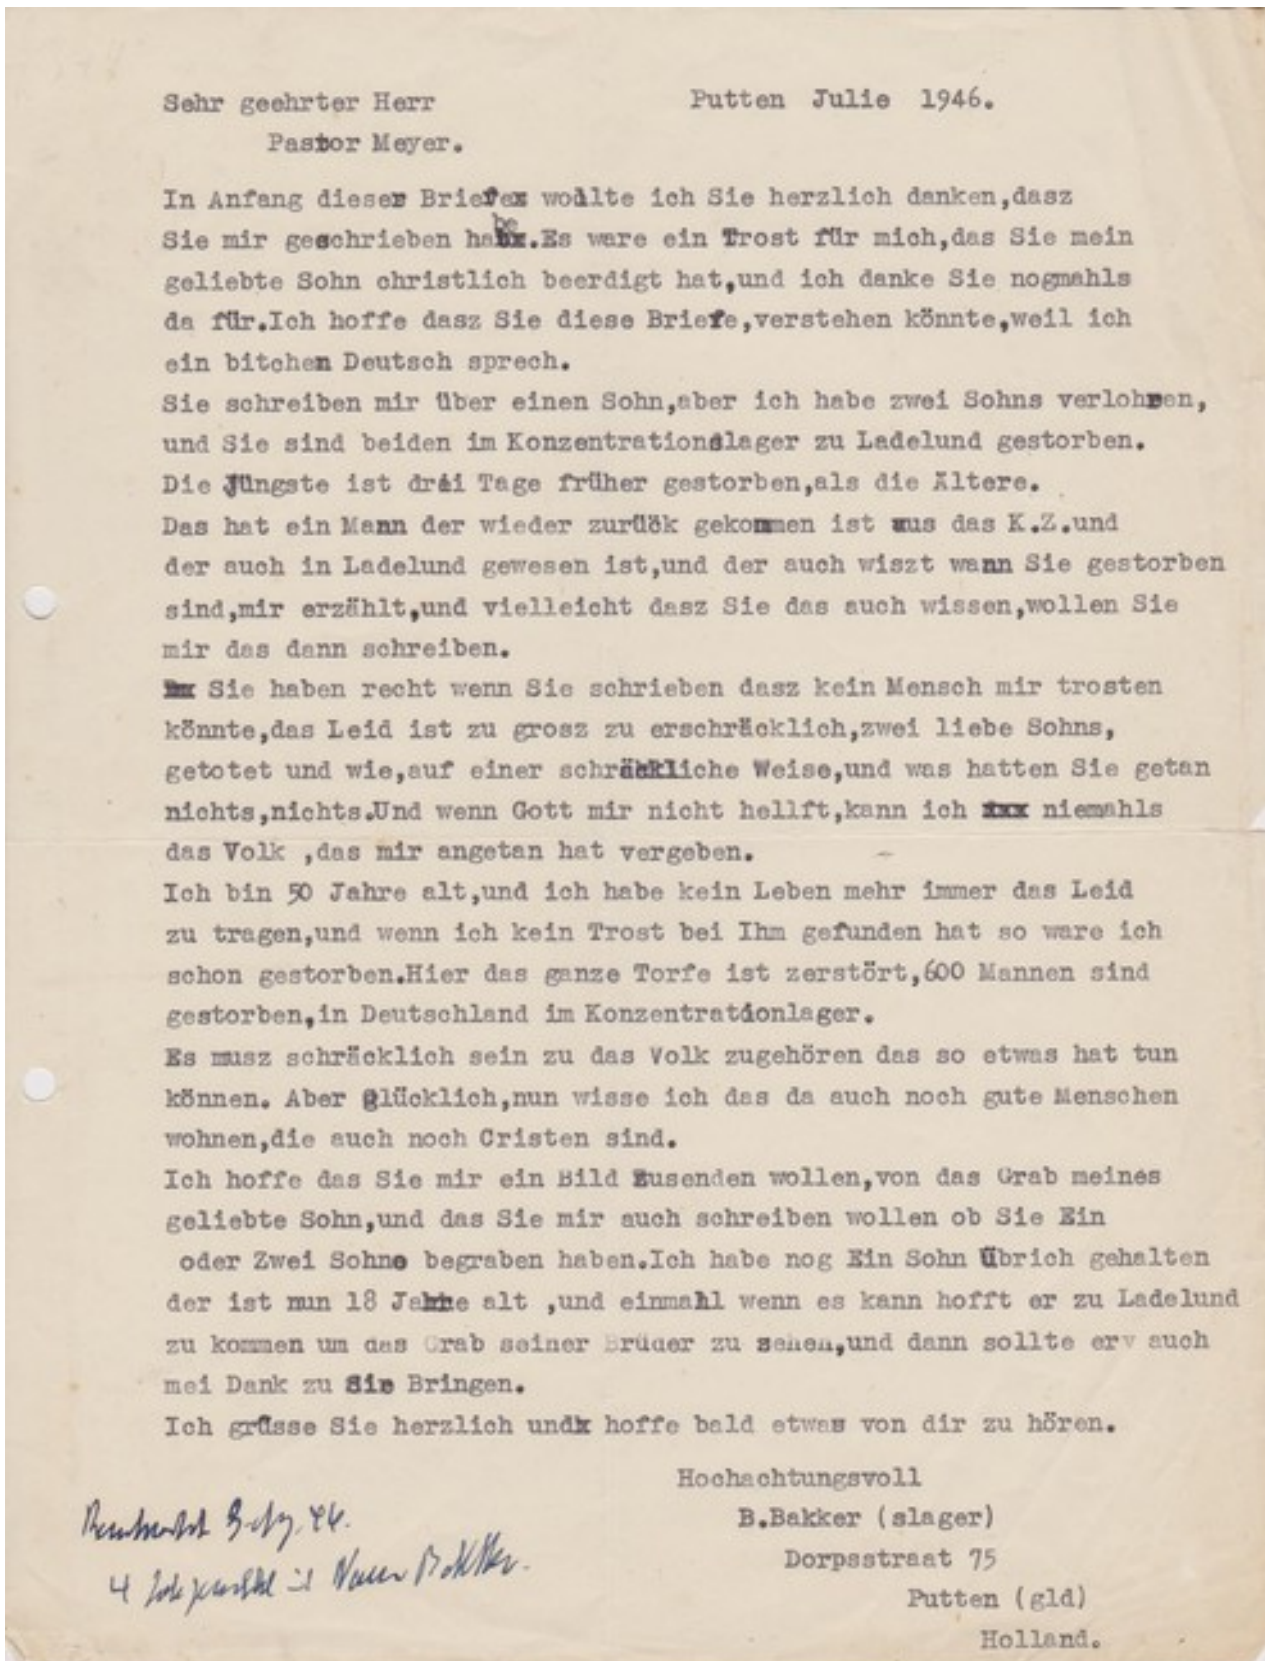 Sehr geehrter Herr Putten Julie 1946.
Pastor Meyer.
In Anfang dieser Briefes wollte ich Sie herzlich danken,dasz
Sie mir geschrieben habe.Es ware ein Trost für mich,das Sie mein
geliebte Sohn christlich beerdigt hat,und ich danke Sie nogmahls
da für.Ich hoffe dasz Sie diese Briefe,verstehen könnte,weil ich
ein bitchen Deutsch sprech.
Sie schreiben mir über einen Sohn,aber ich habe zwei Sohns verlohren,
und Sie sind beiden im Konzentrationslager zu Ladelund gestorben.
Die Jüngste ist drei Tage früher gestorben,als die Ältere.
Das hat ein Mann der wieder zurück gekommen ist aus das K.Z.und
der auch in Ladelund gewesen ist,und der auch wiszt wann Sie gestorben
sind,mir erzählt,und vielleicht dasz Sie das auch wissen,wollen Sie
mir das dann schreiben.
Sie haben recht wenn Sie schrieben dasz kein Mensch mir trosten
könnte,das Leid ist zu grosz zu erschräcklich,zwei liebe Sohns,
getotet und wie,auf einer schräckliche Weise,und was hatten Sie getan
nichts,nichts.Und wenn Gott mir nicht hellft,kann ich xxx niemahls
das Volk ,das mir angetan hat vergeben.
Ich bin 50 Jahre alt,und ich habe kein Leben mehr immer das Leid
zu tragen,und wenn ich kein Trost bei Ihm gefunden hat so ware ich
schon gestorben.Hier das ganze Torfe ist zerstört,600 Mannen sind
gestorben,in Deutschland im Konzentrationlager.
Es musz schräcklich sein zu das Volk zugehören das so etwas hat tun
können. Aber glücklich,nun wisse ich das da auch noch gute Menschen
wohnen,die auch noch Cristen sind.
Ich hoffe das Sie mir ein Bild zusenden wollen,von das Grab meines
geliebte Sohn,und das Sie mir auch schreiben wollen ob Sie Ein
oder Zwei Sohne begraben haben.Ich habe nog Ein Sohn Übrich gehalten
der ist nun 18 Jahre alt ,und einmahl wenn es kann hofft er zu Ladelund
zu kommen um das Grab seiner Brüder zu sehen,und dann sollte erv auch
mei Dank zu Sie Bringen.
Ich grüsse Sie herzlich undx hoffe bald etwas von dir zu hören.
Hochachtungsvoll
B.Bakker (slager)
Dorpsstraat 75
Putten (gld)
Holland.
46.
4 Bakker.